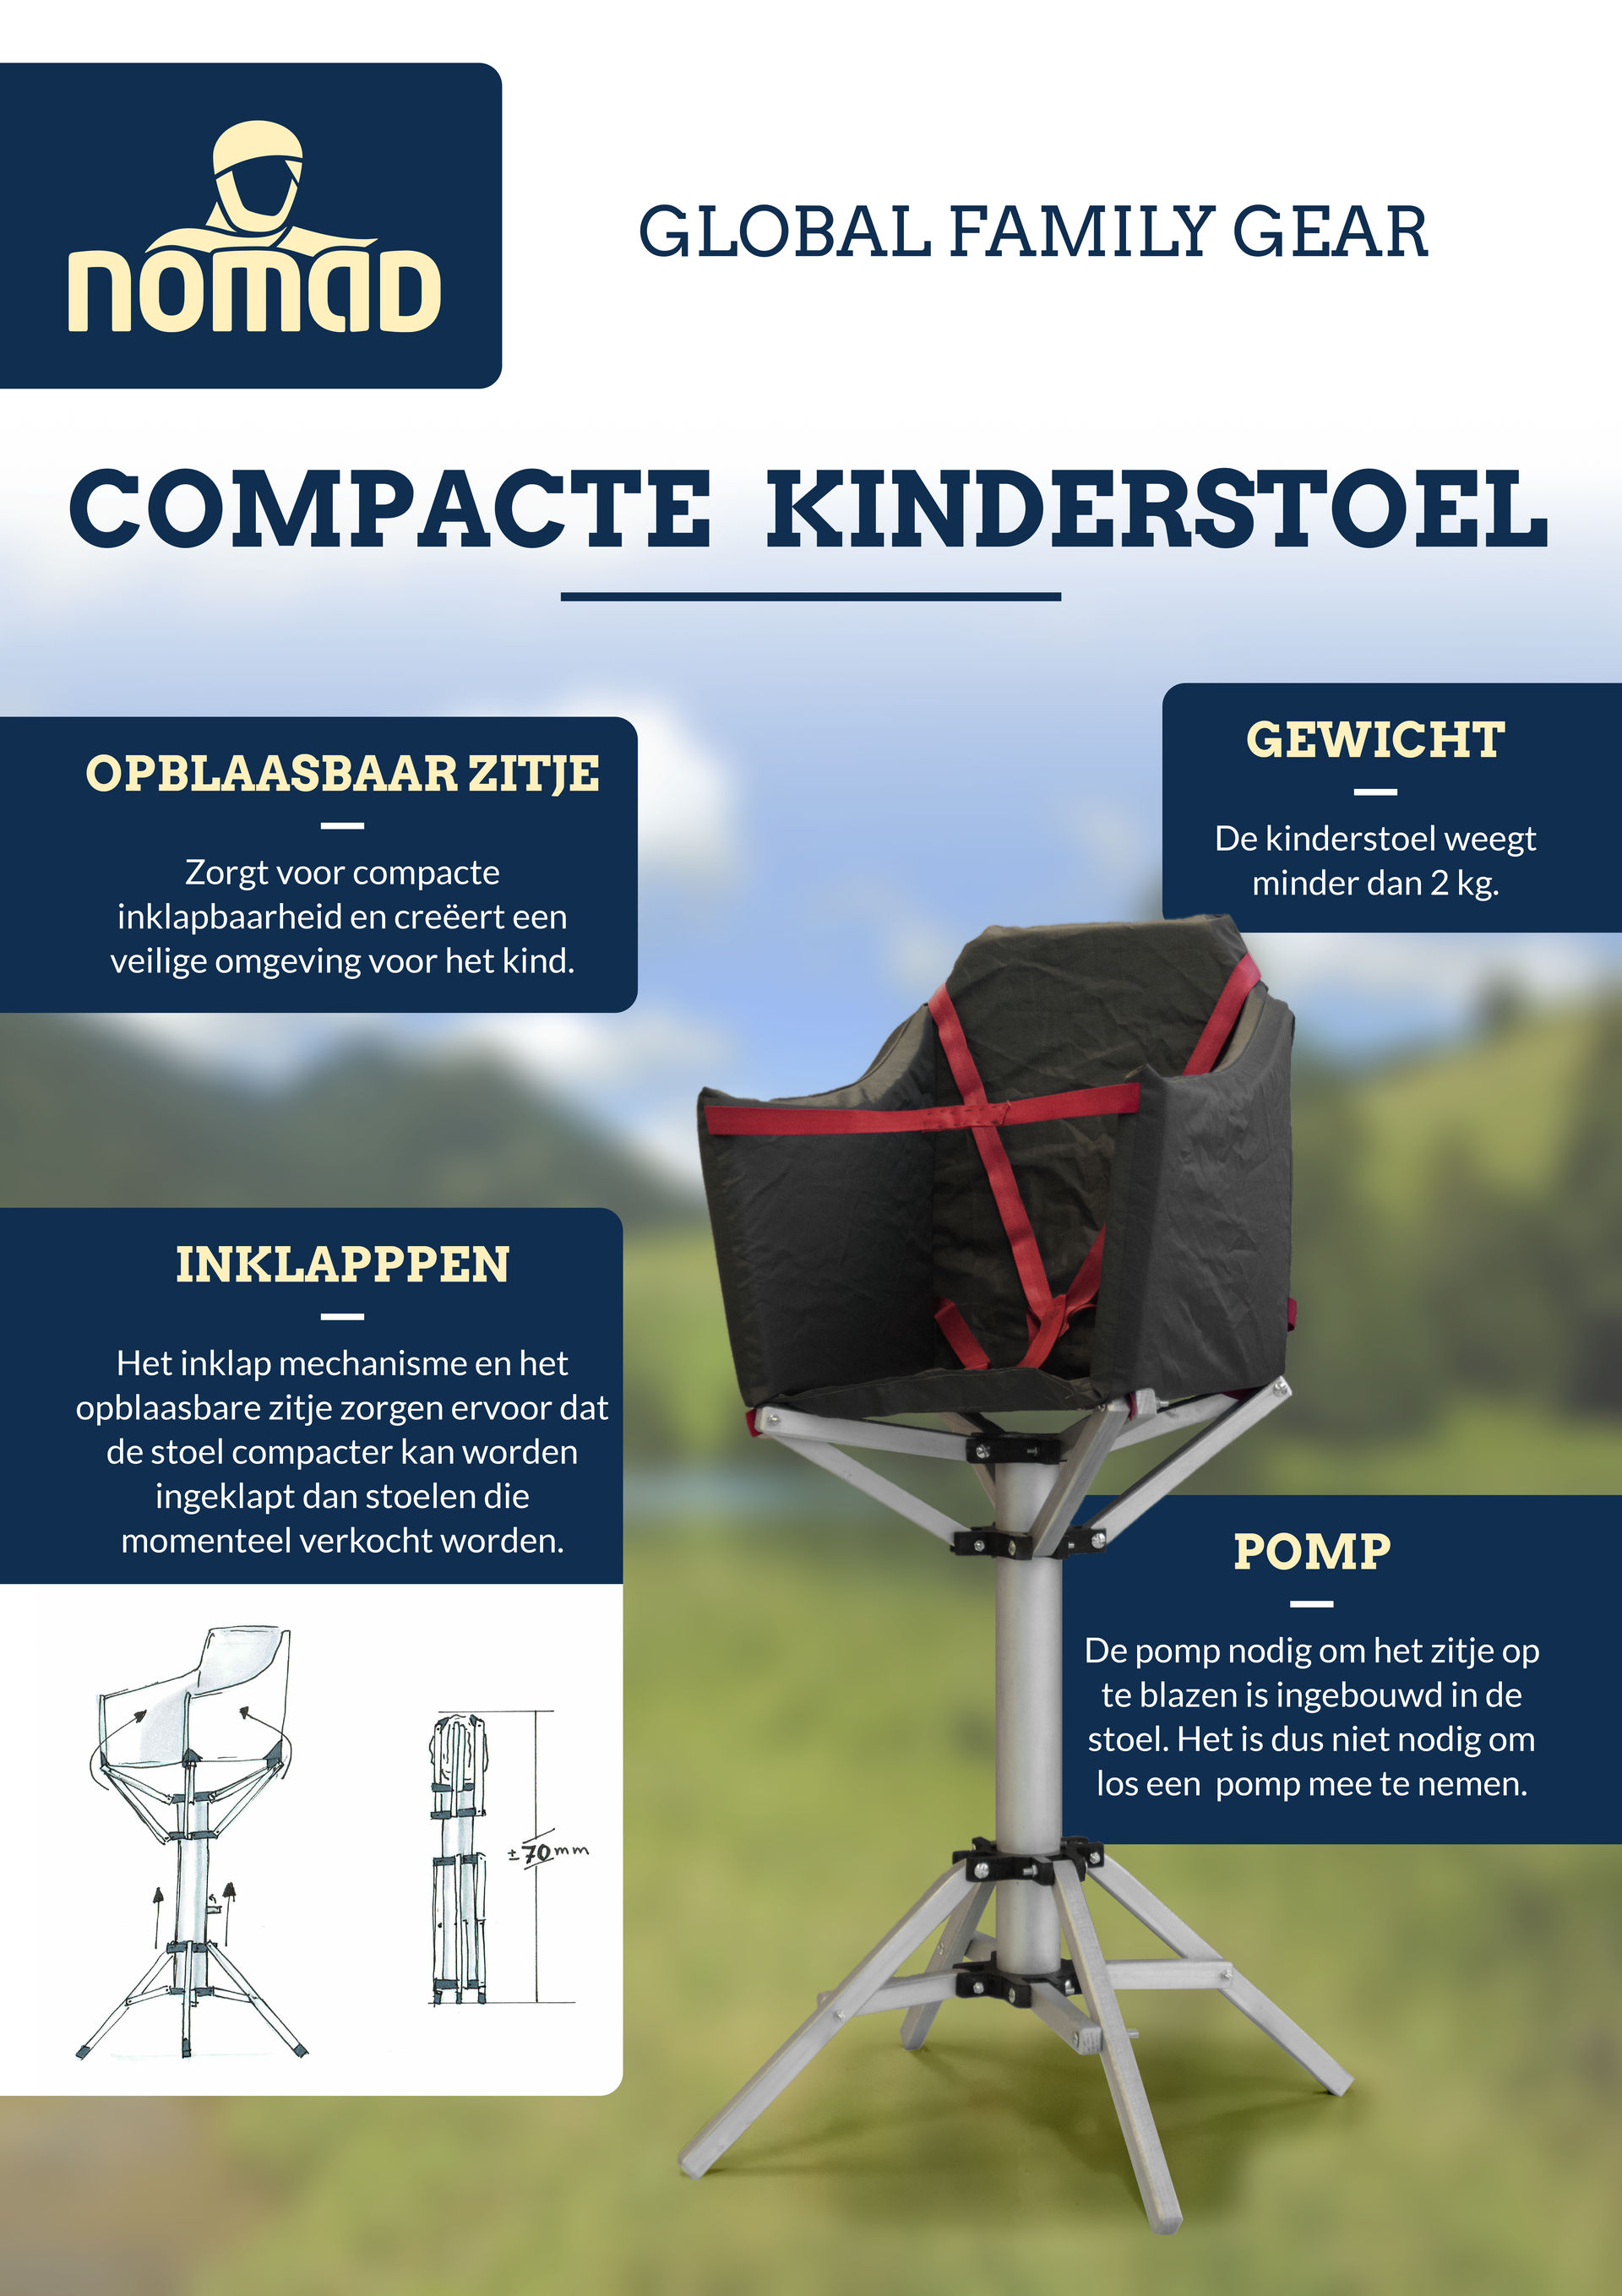 nomad
GLOBAL FAMILY GEAR
COMPACTE KINDERSTOEL
OPBLAASBAAR ZITJE
Zorgt voor compacte
inklapbaarheid en creëert een
veilige omgeving voor het kind.
GEWICHT
De kinderstoel weegt
minder dan 2 kg.
INKLAPPPEN
Het inklap mechanisme en het
opblaasbare zitje zorgen ervoor dat
de stoel compacter kan worden
ingeklapt dan stoelen die
momenteel verkocht worden.
±70mm
POMP
De pomp nodig om het zitje op
te blazen is ingebouwd in de
stoel. Het is dus niet nodig om
los een pomp mee te nemen.